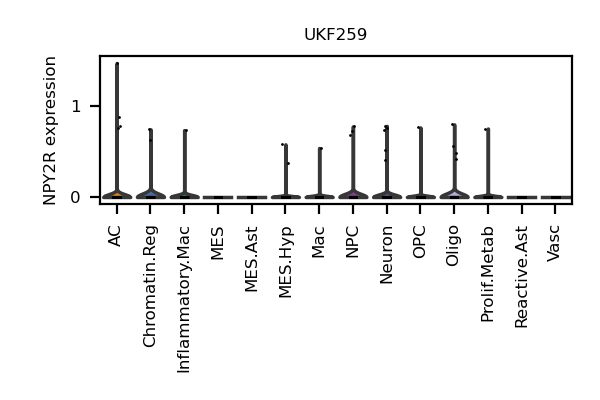 UKF259
NPY2R expression
1
0
AC
Chromatin.Reg
Inflammatory.Mac
MES
MES.Ast
MES.Hyp
Mac
NPC
Neuron
OPC
Oligo
Prolif.Metab
Reactive.Ast
Vasc